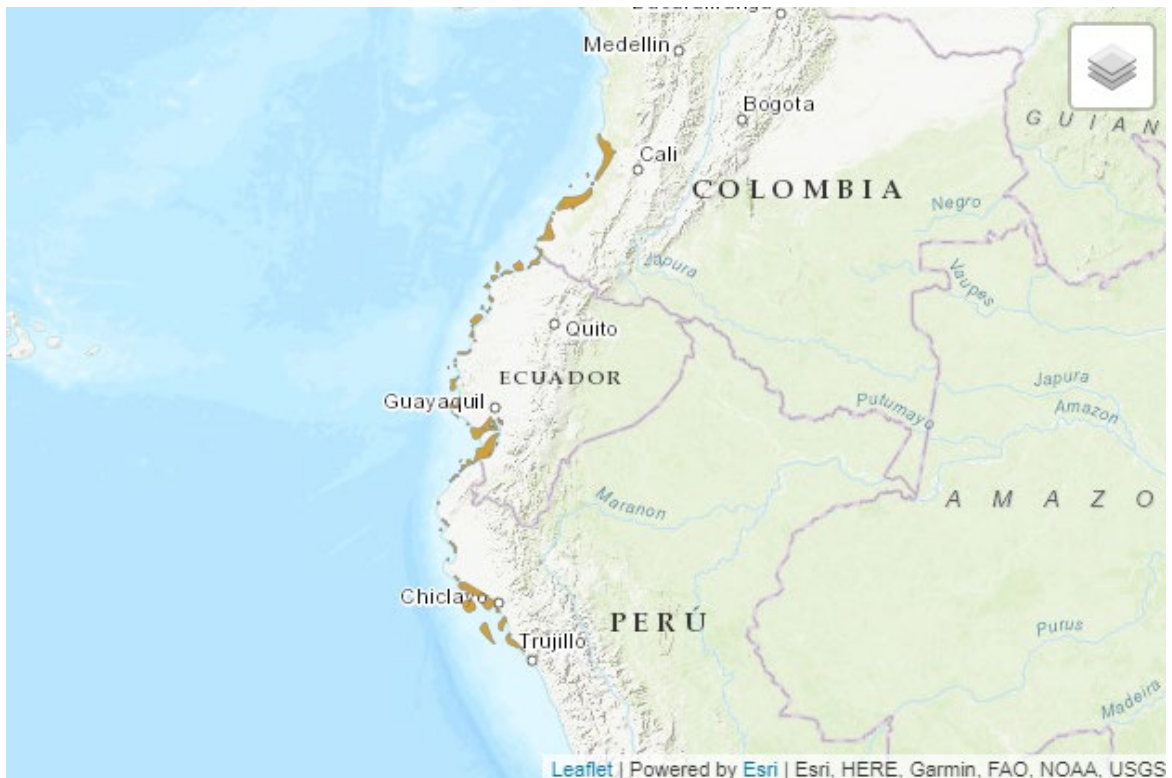 Medellin
Bogota
G U I A N
Cali
COLOMBIA
Negro
Japura
Vaupes
Quito
ECUADOR
Japura
Guayaquil
Putumayo
Amazon
Maranon
A M A Z O
Chiclayo
PERÚ
Purus
Trujillo
Madeira
Leaflet | Powered by Esri | Esri, HERE, Garmin, FAO, NOAA, USGS